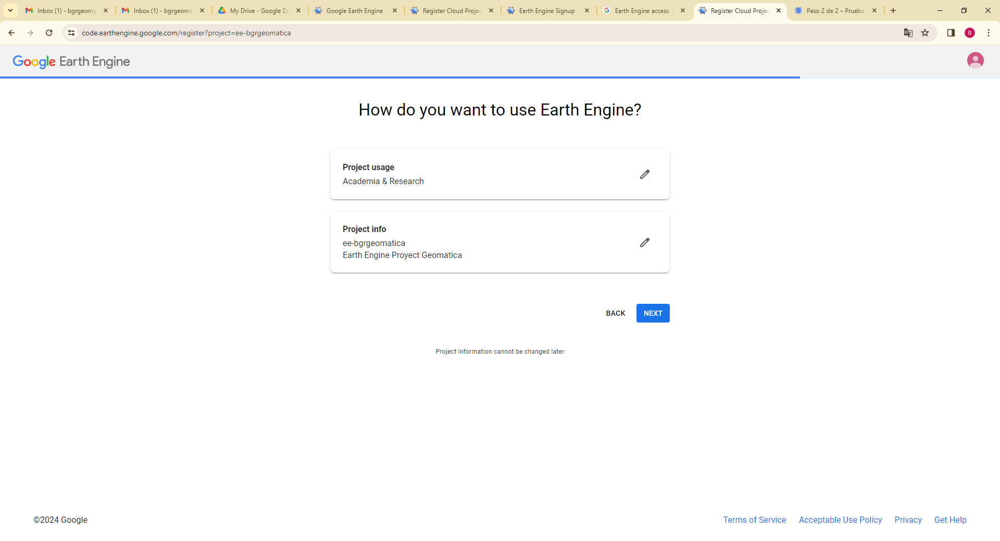 Inbox (1) - bgrgeoma
Inbox (1) - bgrgeoma
My Drive - Google Dr
Google Earth Engine
Register Cloud Projec
Earth Engine Signup
Earth Engine access
Register Cloud Projec
Paso 2 de 2 – Prueba
code.earthengine.google.com/register?project=ee-bgrgeomatica
B
Google Earth Engine
How do you want to use Earth Engine?
Project usage
Academia & Research
Project info
ee-bgrgeomatica
Earth Engine Proyect Geomatica
BACK
NEXT
Project information cannot be changed later
©2024 Google
Terms of Service
Acceptable Use Policy
Privacy
Get Help